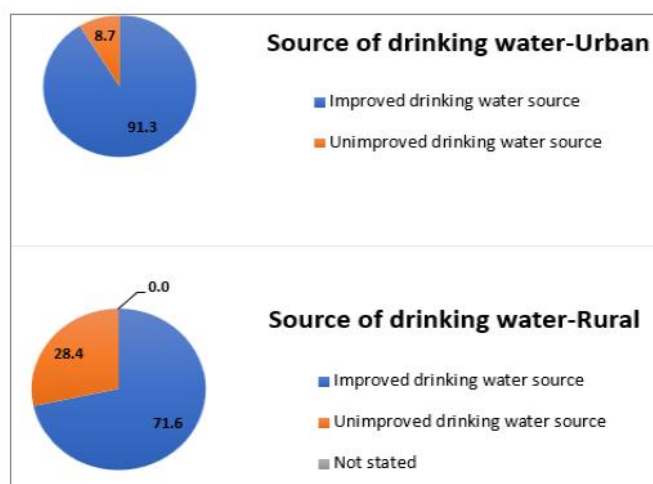 8.7
91.3
Source of drinking water-Urban
Improved drinking water source
Unimproved drinking water source
0.0
28.4
71.6
Source of drinking water-Rural
Improved drinking water source
Unimproved drinking water source
Not stated